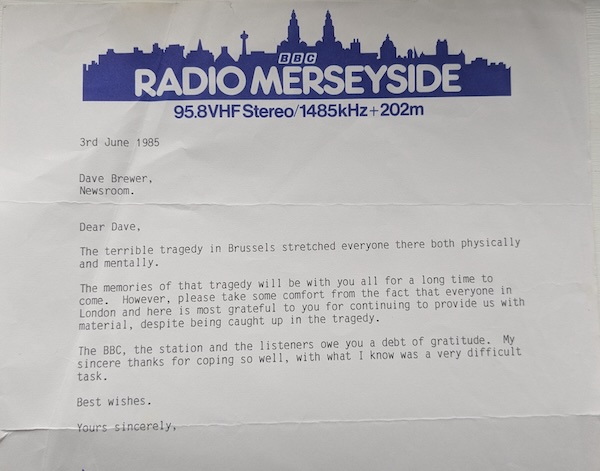 BBC
RADIO MERSEYSIDE
95.8VHF Stereo/1485kHz+202m
3rd June 1985
Dave Brewer,
Newsroom.
Dear Dave,
The terrible tragedy in Brussels stretched everyone there both physically
and mentally.
The memories of that tragedy will be with you all for a long time to
come. However, please take some comfort from the fact that everyone in
London and here is most grateful to you for continuing to provide us with
material, despite being caught up in the tragedy.
The BBC, the station and the listeners owe you a debt of gratitude. My
sincere thanks for coping so well, with what I know was a very difficult
task.
Best wishes.
Yours sincerely,